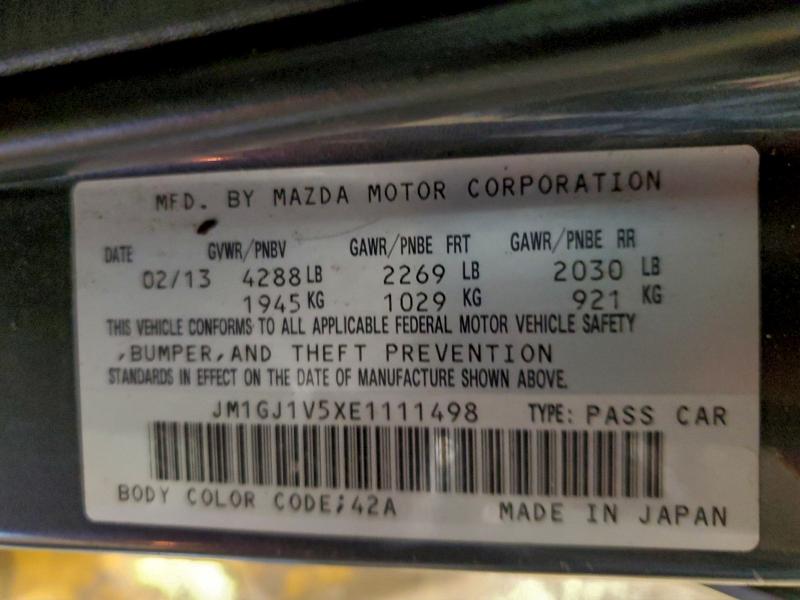 MFD. BY MAZDA MOTOR CORPORATION
DATE GVWR/PNBV GAWR/PNBE FRT GAWR/PNBE RR
02/13 4288 LB 2269 LB 2030 LB
1945 KG 1029 KG 921 KG
THIS VEHICLE CONFORMS TO ALL APPLICABLE FEDERAL MOTOR VEHICLE SAFETY
,BUMPER,AND THEFT PREVENTION
STANDARDS IN EFFECT ON THE DATE OF MANUFACTURE SHOWN ABOVE.
JM1GJ1V5XE1111498 TYPE: PASS CAR
BODY COLOR CODE;42A MADE IN JAPAN